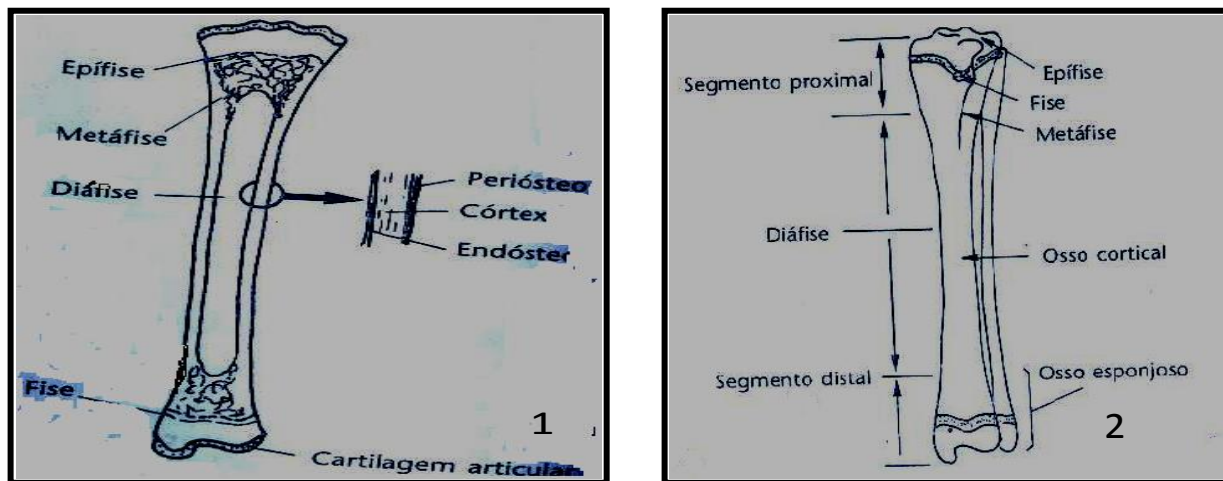 Epífise
Metáfise
Diáfise
Periósteo
Córtex
Endóster
Fise
Cartilagem articular
1
Segmento proximal
Epífise
Fise
Metáfise
Diáfise
Osso cortical
Segmento distal
Osso esponjoso
2